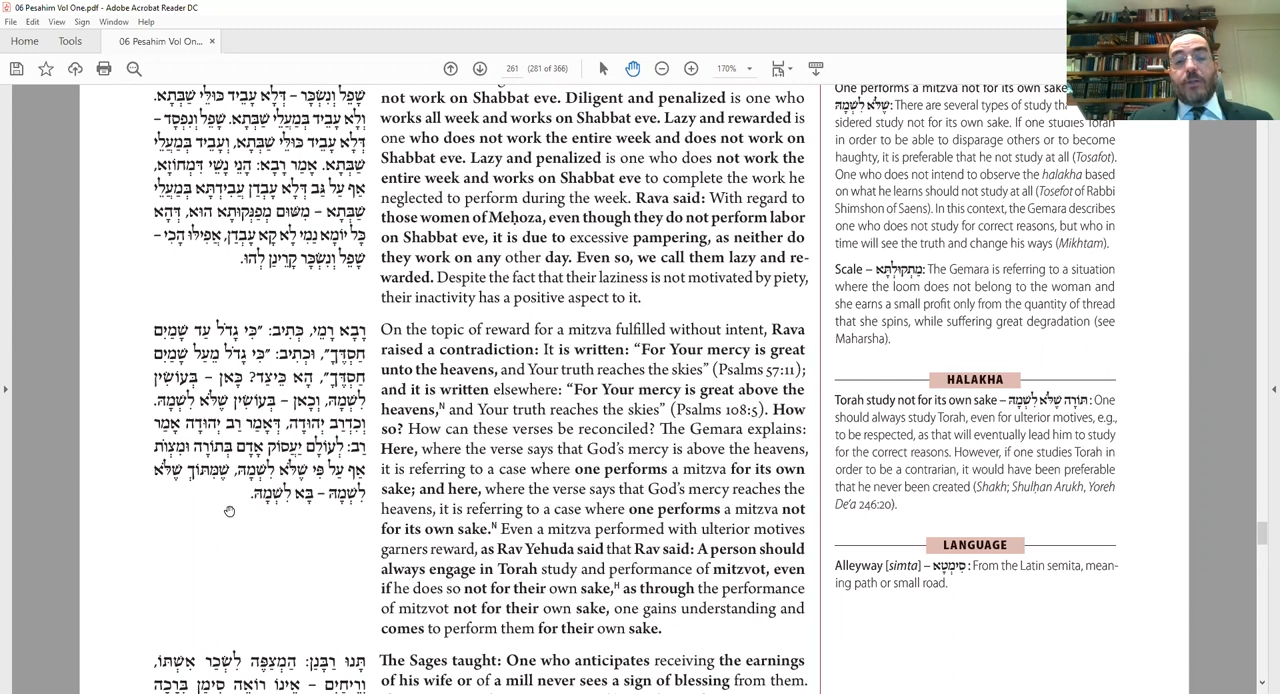 06 Pesahim Vol One.pdf - Adobe Acrobat Reader DC
File Edit View Sign Window Help
Home Tools 06 Pesahim Vol On... ×
261 (281 of 366) 170%
שָׁפֵל וְנִשְׂכָּר – דְּלָא עָבֵיד כּוּלֵּי שַׁבְּתָא.
וְלָא עָבֵיד בְּמַעֲלֵי שַׁבְּתָא. שָׁפֵל וְנִפְסָד –
דְּלָא עָבֵיד כּוּלֵּי שַׁבְּתָא, וְעָבֵיד בְּמַעֲלֵי
שַׁבְּתָא. אָמַר רָבָא: הָנֵי נָשֵׁי דִּמְחוֹזָא,
אַף עַל גַּב דְּלָא עָבְדָן עֲבִידְתָּא בְּמַעֲלֵי
שַׁבְּתָא – מִשּׁוּם מְפַנְּקוּתָא הוּא, דְּהָא
כָּל יוֹמָא נַמִי לָא קָא עָבְדָן, אֲפִילּוּ הָכִי –
שָׁפֵל וְנִשְׂכָּר קָרֵינַן לְהוּ.
רָבָא רָמֵי, כְּתִיב: ״כִּי גָדֹל עַד שָׁמַיִם
חַסְדֶּךָ״, וּכְתִיב: ״כִּי גָדֹל מֵעַל שָׁמַיִם
חַסְדֶּךָ״, הָא כֵּיצַד? כָּאן – בְּעוֹשִׂין
לִשְׁמָהּ, וְכָאן – בְּעוֹשִׂין שֶׁלֹּא לִשְׁמָהּ.
וְכִדְרַב יְהוּדָה, דְּאָמַר רַב יְהוּדָה אָמַר
רַב: לְעוֹלָם יַעֲסוֹק אָדָם בְּתוֹרָה וּמִצְוֹת
אַף עַל פִּי שֶׁלֹּא לִשְׁמָהּ, שֶׁמִּתּוֹךְ שֶׁלֹּא
לִשְׁמָהּ – בָּא לִשְׁמָהּ.
תָּנוּ רַבָּנַן: הַמְצַפֶּה לִשְׂכַר אִשְׁתּוֹ,
וְרֵיחַיִם – אֵינוֹ רוֹאֶה סִימַן בְּרָכָה
not work on Shabbat eve. Diligent and penalized is one who
works all week and works on Shabbat eve. Lazy and rewarded is
one who does not work the entire week and does not work on
Shabbat eve. Lazy and penalized is one who does not work the
entire week and works on Shabbat eve to complete the work he
neglected to perform during the week. Rava said: With regard to
those women of Meḥoza, even though they do not perform labor
on Shabbat eve, it is due to excessive pampering, as neither do
they work on any other day. Even so, we call them lazy and re-
warded. Despite the fact that their laziness is not motivated by piety,
their inactivity has a positive aspect to it.
On the topic of reward for a mitzva fulfilled without intent, Rava
raised a contradiction: It is written: “For Your mercy is great
unto the heavens, and Your truth reaches the skies” (Psalms 57:11);
and it is written elsewhere: “For Your mercy is great above the
heavens,ᴺ and Your truth reaches the skies” (Psalms 108:5). How
so? How can these verses be reconciled? The Gemara explains:
Here, where the verse says that God’s mercy is above the heavens,
it is referring to a case where one performs a mitzva for its own
sake; and here, where the verse says that God’s mercy reaches the
heavens, it is referring to a case where one performs a mitzva not
for its own sake.ᴺ Even a mitzva performed with ulterior motives
garners reward, as Rav Yehuda said that Rav said: A person should
always engage in Torah study and performance of mitzvot, even
if he does so not for their own sake,ᴴ as through the performance
of mitzvot not for their own sake, one gains understanding and
comes to perform them for their own sake.
The Sages taught: One who anticipates receiving the earnings
of his wife or of a mill never sees a sign of blessing from them.
One performs a mitzva not for its own sake
שֶׁלֹּא לִשְׁמָהּ: There are several types of study
sidered study not for its own sake. If one studies Torah
in order to be able to disparage others or to become
haughty, it is preferable that he not study at all (Tosafot).
One who does not intend to observe the halakha based
on what he learns should not study at all (Tosefot of Rabbi
Shimshon of Saens). In this context, the Gemara describes
one who does not study for correct reasons, but who in
time will see the truth and change his ways (Mikhtam).
Scale – מַתְקוּלְתָּא: The Gemara is referring to a situation
where the loom does not belong to the woman and
she earns a small profit only from the quantity of thread
that she spins, while suffering great degradation (see
Maharsha).
HALAKHA
Torah study not for its own sake – תּוֹרָה שֶׁלֹּא לִשְׁמָהּ: One
should always study Torah, even for ulterior motives, e.g.,
to be respected, as that will eventually lead him to study
for the correct reasons. However, if one studies Torah in
order to be a contrarian, it would have been preferable
that he never been created (Shakh; Shulḥan Arukh, Yoreh
De’a 246:20).
LANGUAGE
Alleyway [simta] – סִימְטָא: From the Latin semita, mean-
ing path or small road.